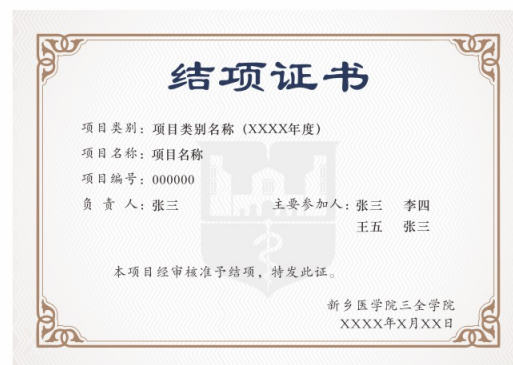 结项证书
项目类别：项目类别名称（XXXX年度）
项目名称：项目名称
项目编号：000000
负 责 人：张三 主要参加人：张三 李四
王五 张三
本项目经审核准予结项，特发此证。
新乡医学院三全学院
XXXX年X月XX日